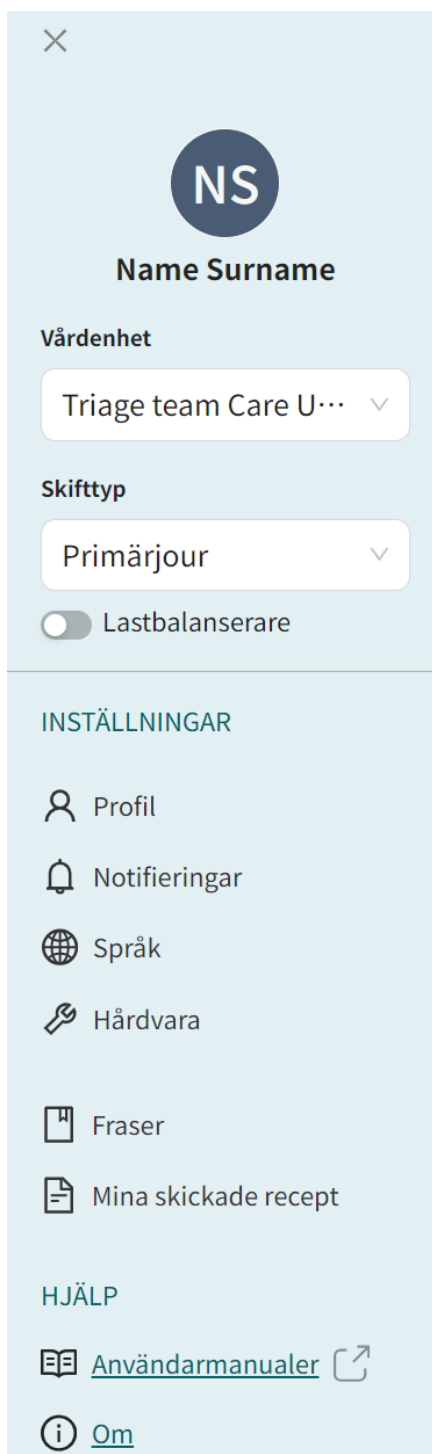 NS
Name Surname
Vårdenhet
Triage team Care U···
Skifttyp
Primärjour
Lastbalanserare
INSTÄLLNINGAR
Profil
Notifieringar
Språk
Hårdvara
Fraser
Mina skickade recept
HJÄLP
Användarmanualer
Om